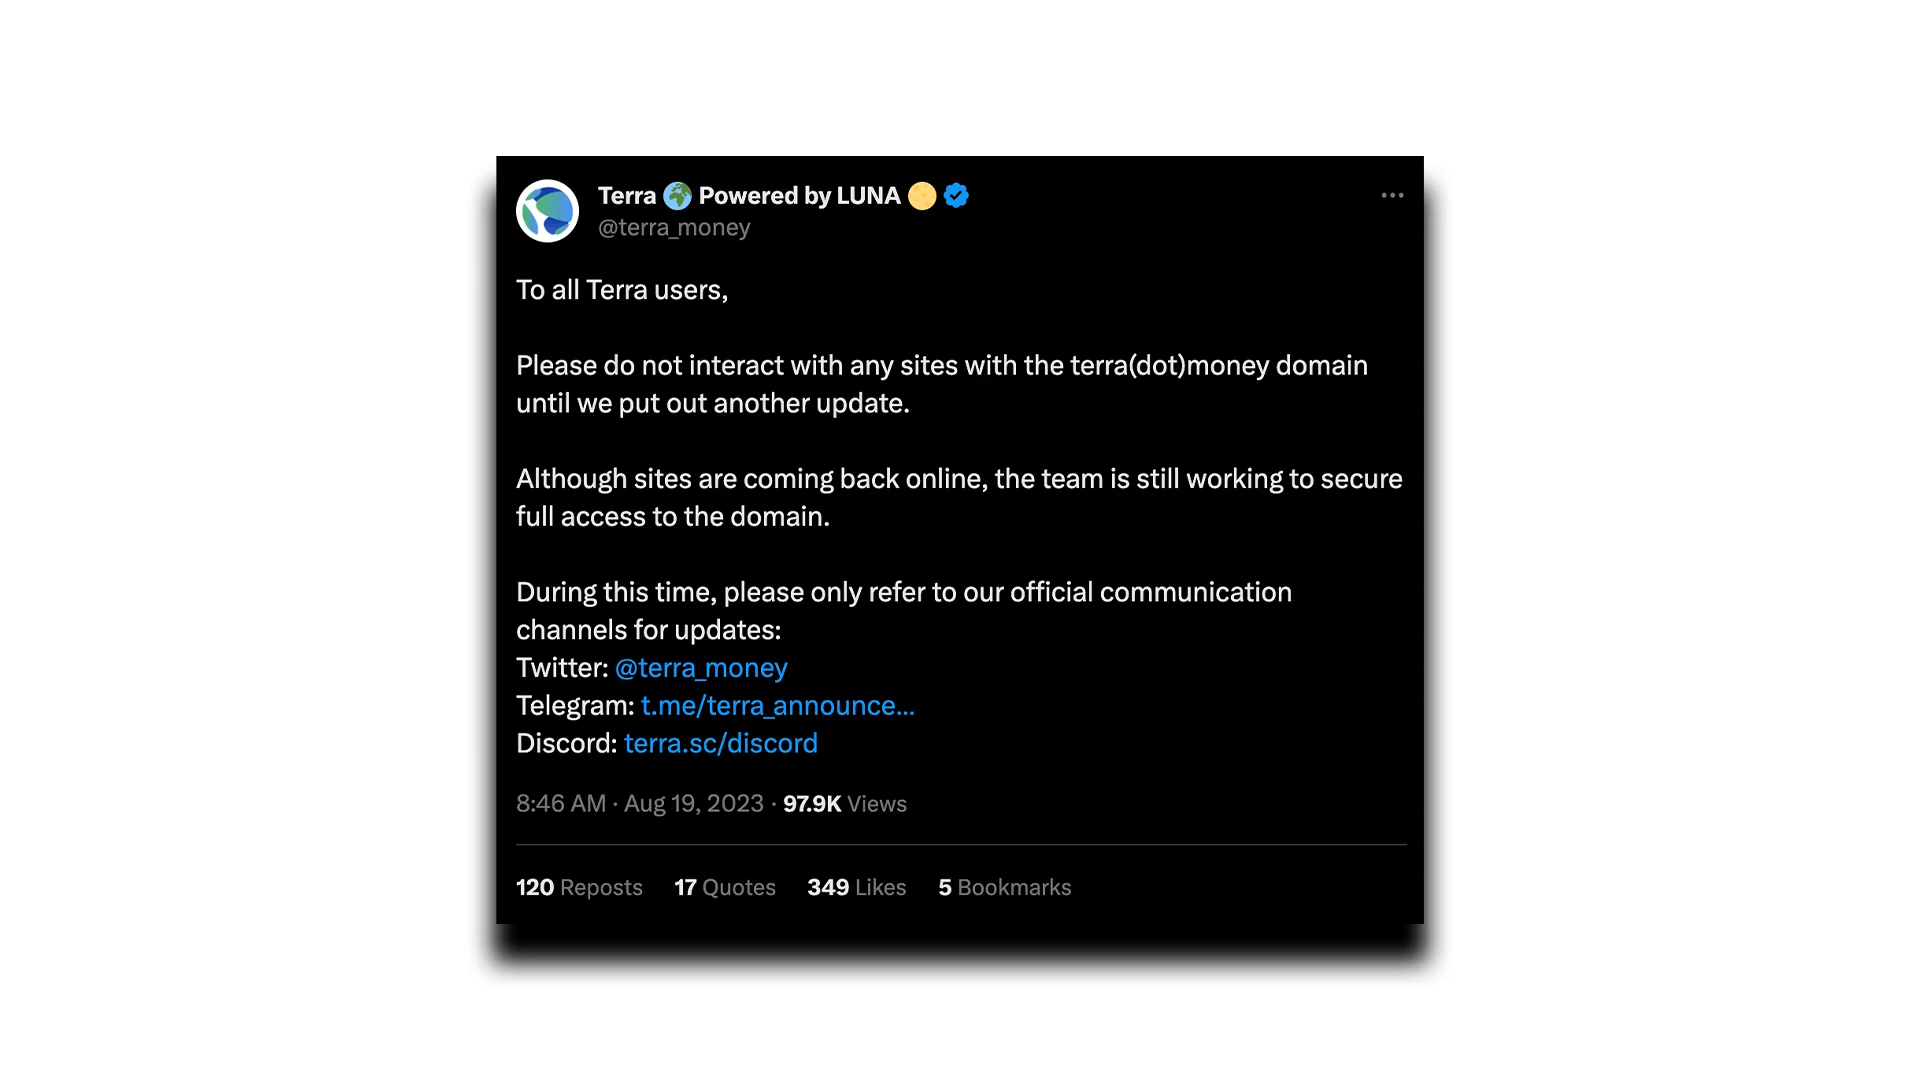 Terra 🌍 Powered by LUNA 🌕
@terra_money
To all Terra users,
Please do not interact with any sites with the terra(dot)money domain
until we put out another update.
Although sites are coming back online, the team is still working to secure
full access to the domain.
During this time, please only refer to our official communication
channels for updates:
Twitter: @terra_money
Telegram: t.me/terra_announce...
Discord: terra.sc/discord
8:46 AM · Aug 19, 2023 · 97.9K Views
120 Reposts 17 Quotes 349 Likes 5 Bookmarks